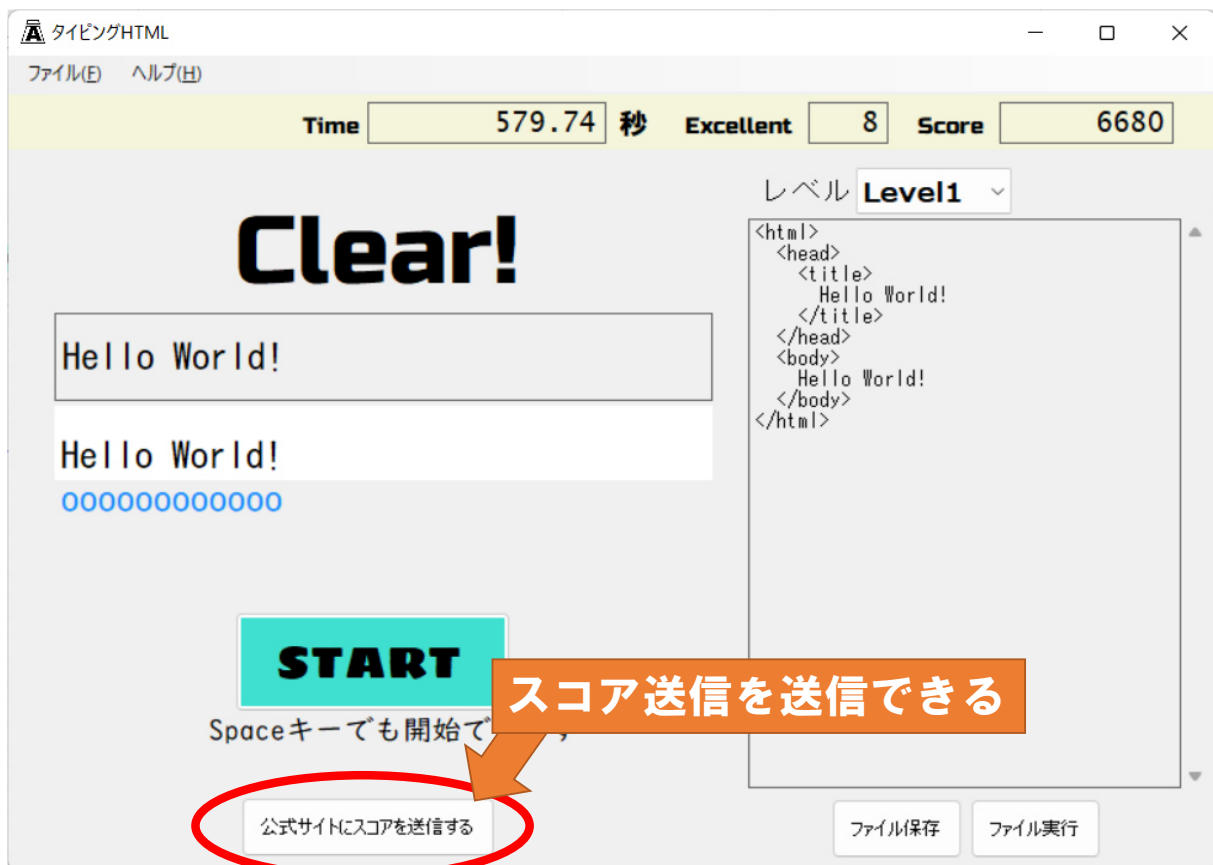 タイピングHTML
ファイル(F) ヘルプ(H)
Time 579.74 秒 Excellent 8 Score 6680
レベル Level1
Clear!
Hello World!
Hello World!
oooooooooooo
<html>
  <head>
    <title>
      Hello World!
    </title>
  </head>
  <body>
    Hello World!
  </body>
</html>
START
スコア送信を送信できる
Spaceキーでも開始で
公式サイトにスコアを送信する
ファイル保存 ファイル実行